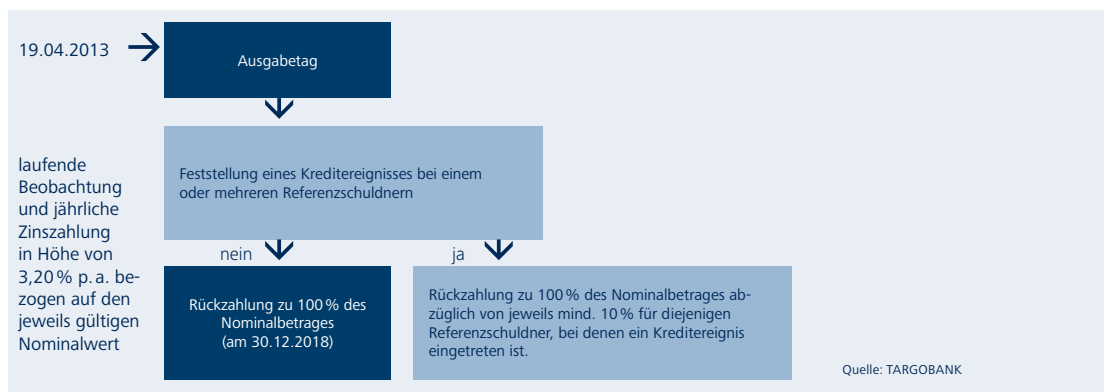 19.04.2013
Ausgabetag
laufende
Beobachtung
und jährliche
Zinszahlung
in Höhe von
3,20 % p. a. be-
zogen auf den
jeweils gültigen
Nominalwert
Feststellung eines Kreditereignisses bei einem
oder mehreren Referenzschuldnern
nein
ja
Rückzahlung zu 100 % des
Nominalbetrages
(am 30.12.2018)
Rückzahlung zu 100 % des Nominalbetrages ab-
züglich von jeweils mind. 10 % für diejenigen
Referenzschuldner, bei denen ein Kreditereignis
eingetreten ist.
Quelle: TARGOBANK